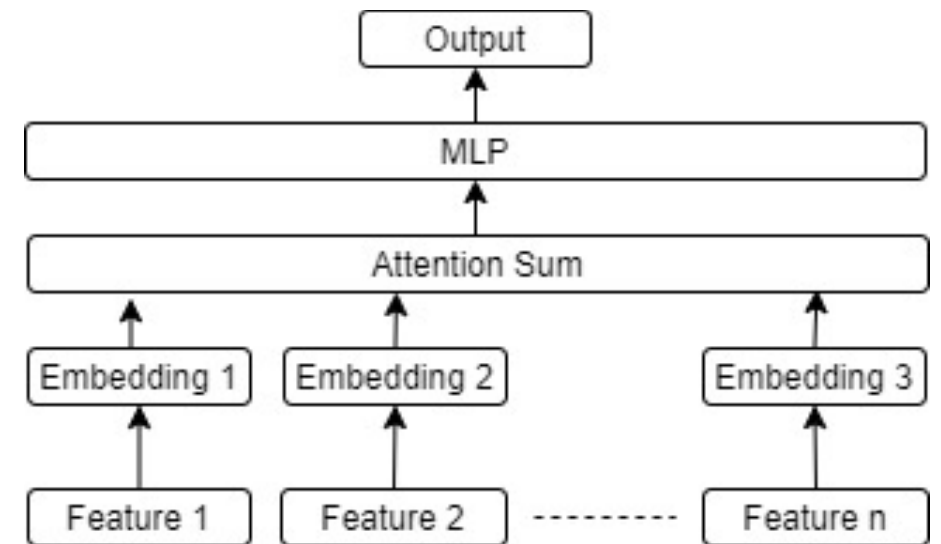 Output
MLP
Attention Sum
Embedding 1 Embedding 2 Embedding 3
Feature 1 Feature 2 Feature n